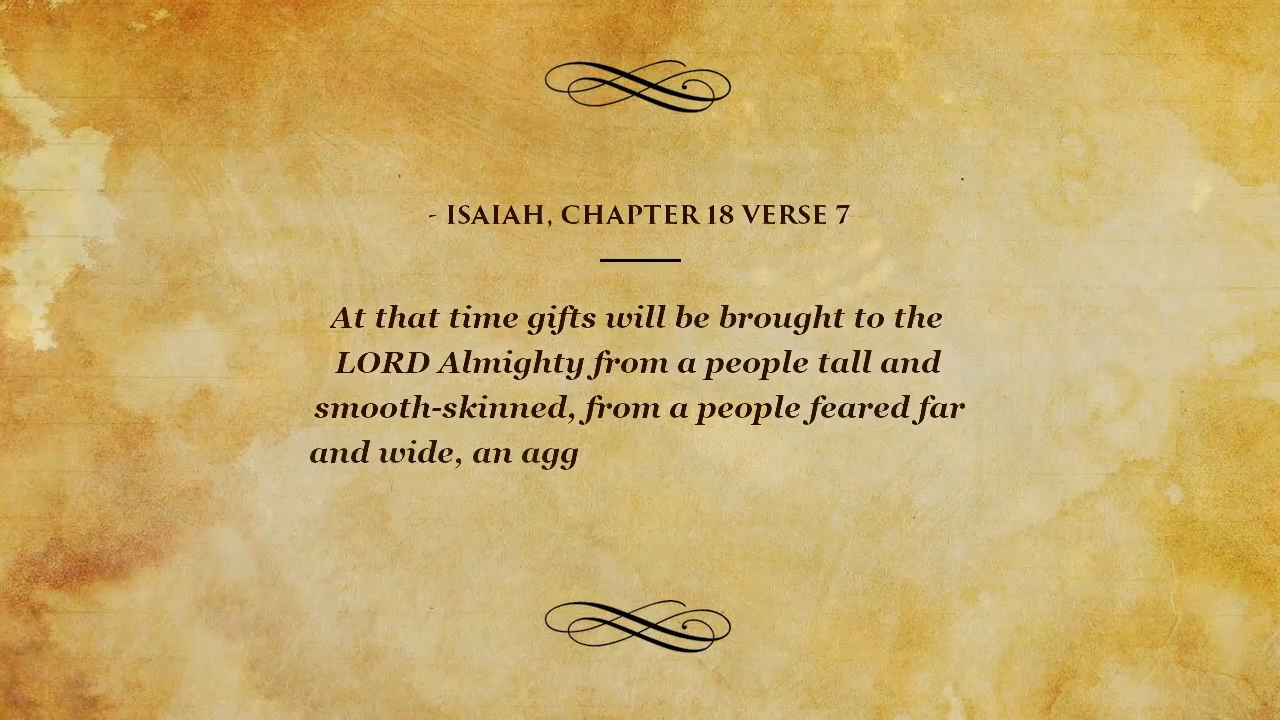 - ISAIAH, CHAPTER 18 VERSE 7
At that time gifts will be brought to the
LORD Almighty from a people tall and
smooth-skinned, from a people feared far
and wide, an agg